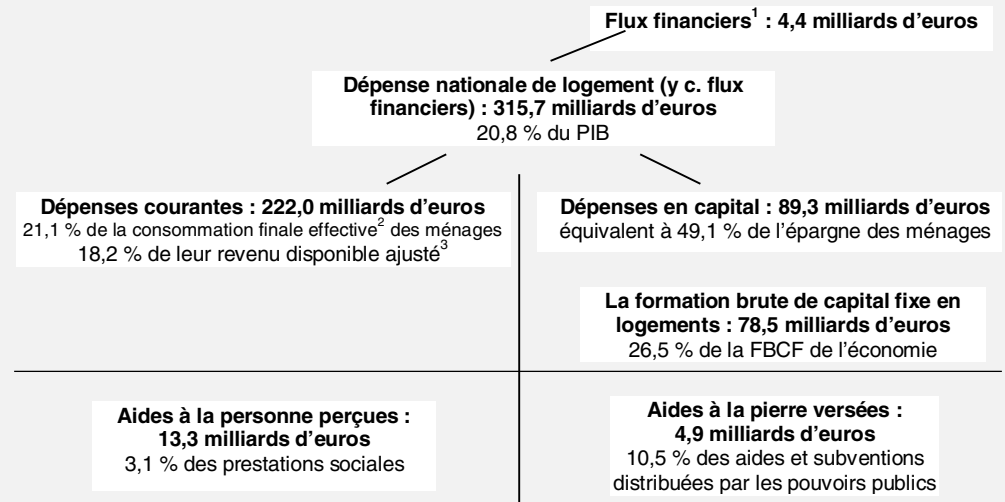 Flux financiers¹ : 4,4 milliards d’euros
Dépense nationale de logement (y c. flux
financiers) : 315,7 milliards d’euros
20,8 % du PIB
Dépenses courantes : 222,0 milliards d’euros
21,1 % de la consommation finale effective² des ménages
18,2 % de leur revenu disponible ajusté³
Dépenses en capital : 89,3 milliards d’euros
équivalent à 49,1 % de l’épargne des ménages
La formation brute de capital fixe en
logements : 78,5 milliards d’euros
26,5 % de la FBCF de l’économie
Aides à la personne perçues :
13,3 milliards d’euros
3,1 % des prestations sociales
Aides à la pierre versées :
4,9 milliards d’euros
10,5 % des aides et subventions
distribuées par les pouvoirs publics